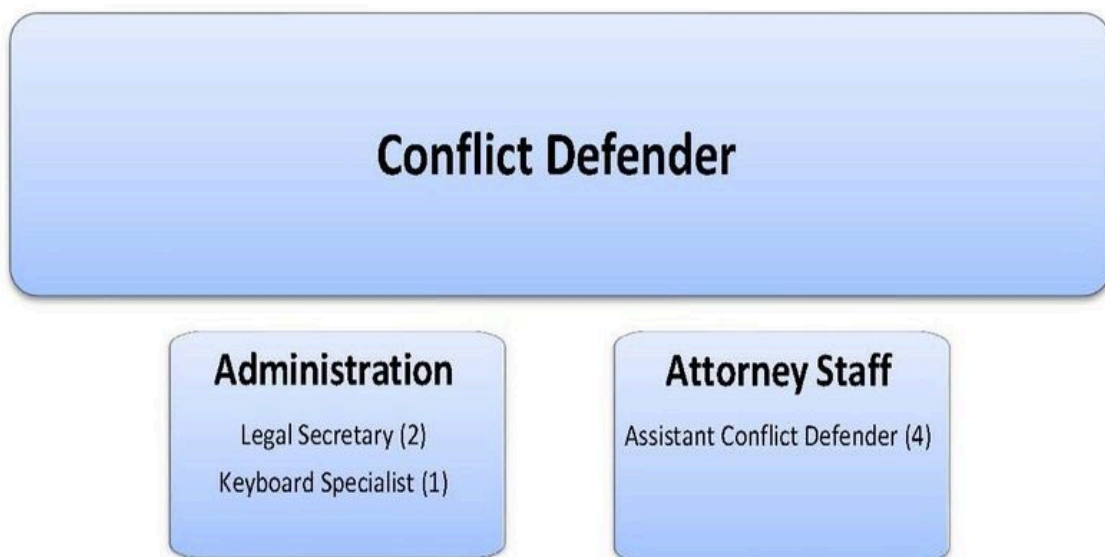 Conflict Defender
Administration
Legal Secretary (2)
Keyboard Specialist (1)
Attorney Staff
Assistant Conflict Defender (4)